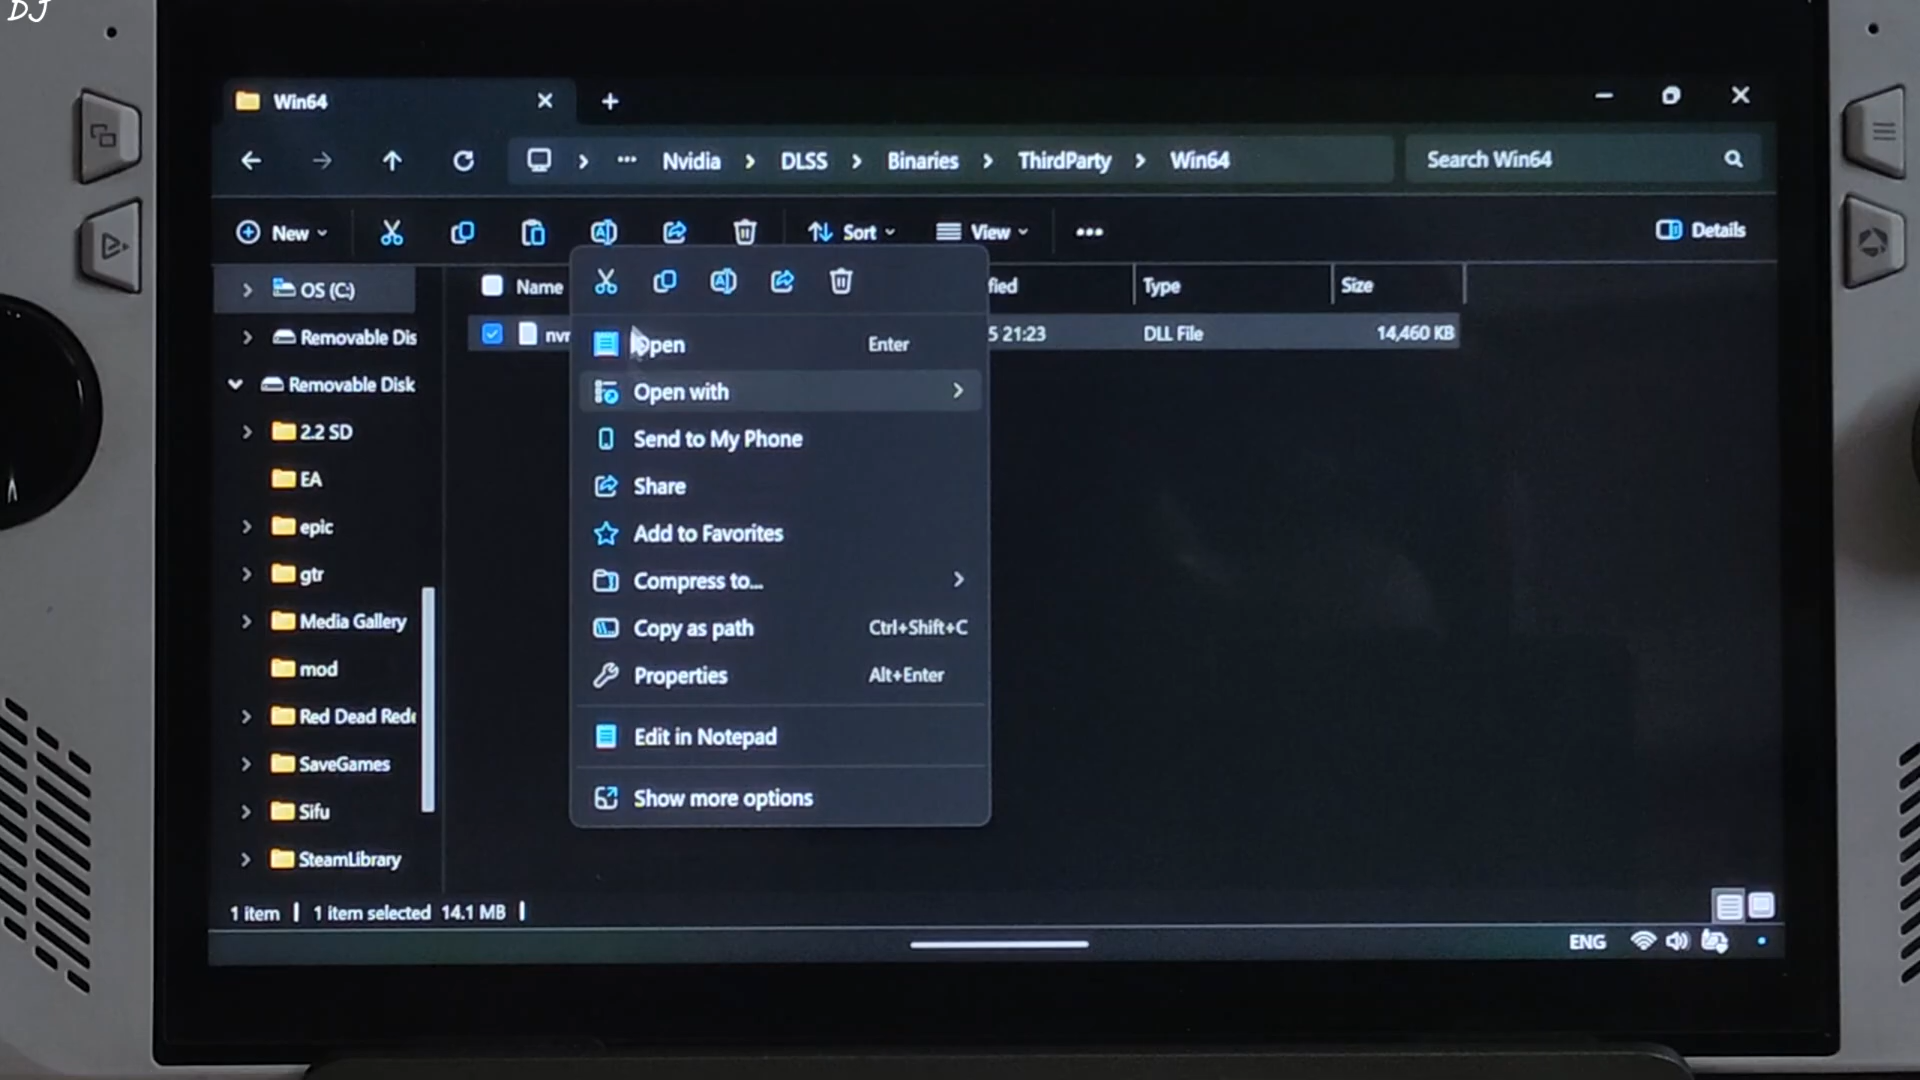 DJ
Win64
Nvidia > DLSS > Binaries > ThirdParty > Win64
Search Win64
New
Sort
View
Details
OS (C:)
Removable Dis
Removable Disk
2.2 SD
EA
epic
gtr
Media Gallery
mod
Red Dead Rede
SaveGames
Sifu
SteamLibrary
Name
fied
Type
Size
5 21:23
DLL File
14,460 KB
Open Enter
Open with
Send to My Phone
Share
Add to Favorites
Compress to...
Copy as path Ctrl+Shift+C
Properties Alt+Enter
Edit in Notepad
Show more options
1 item | 1 item selected 14.1 MB |
ENG